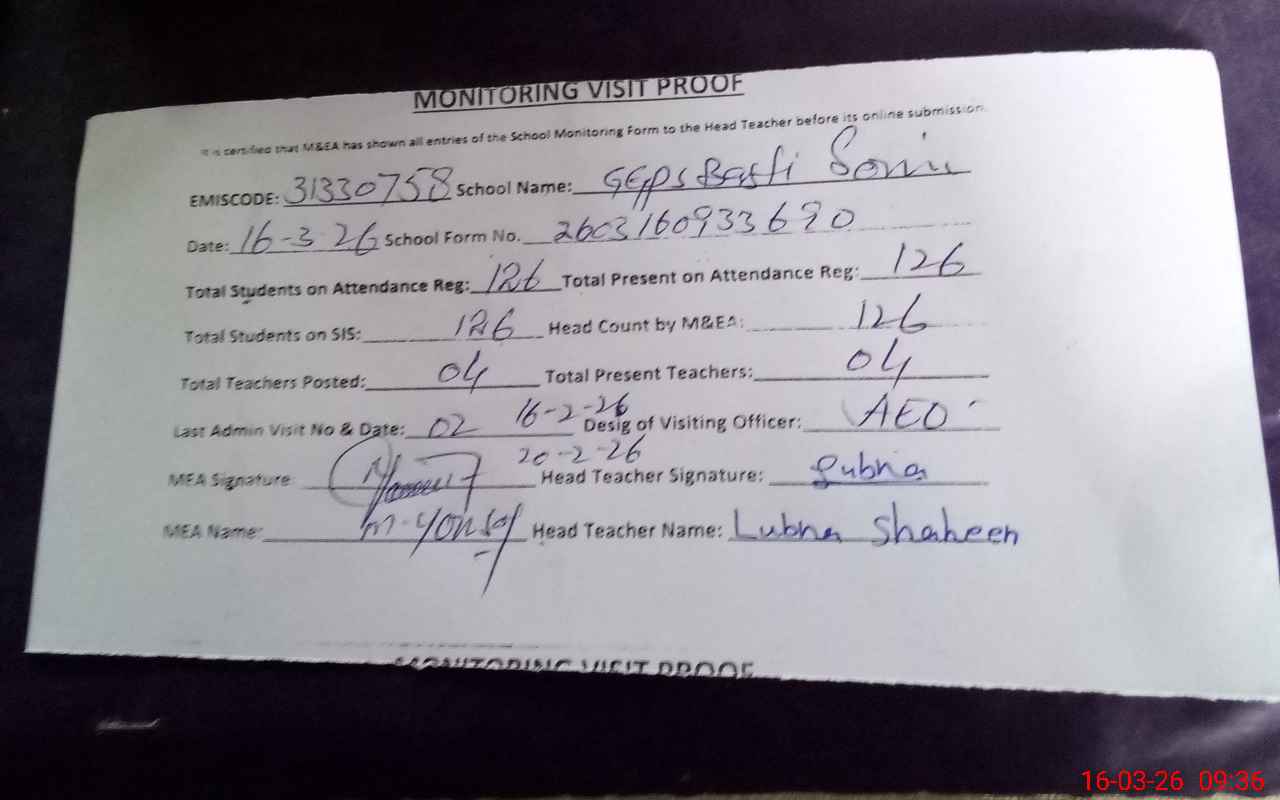 MONITORING VISIT PROOF
It is certified that M&EA has shown all entries of the School Monitoring Form to the Head Teacher before its online submission.
EMISCODE: 31330758 School Name: GEPS Basti
Date: 16-3-26 School Form No. 2603160933690
Total Students on Attendance Reg: 126 Total Present on Attendance Reg: 126
Total Students on SIS: 126 Head Count by M&EA: 126
Total Teachers Posted: 04 Total Present Teachers: 04
Last Admin Visit No & Date: 02 16-2-26 Desig of Visiting Officer: AEO
20-2-26
MEA Signature Head Teacher Signature: Lubna
MEA Name: Head Teacher Name: Lubna Shaheen
MONITORING VISIT PROOF
16-03-26 09:36